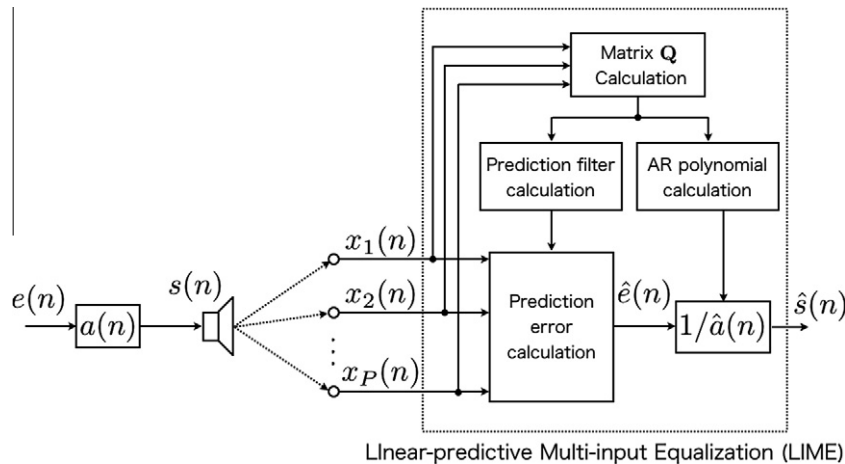 Matrix Q
Calculation
Prediction filter
calculation
AR polynomial
calculation
x₁(n)
e(n)
a(n)
s(n)
x₂(n)
⋮
x_P(n)
Prediction
error
calculation
ê(n)
1/â(n)
ŝ(n)
LInear-predictive Multi-input Equalization (LIME)